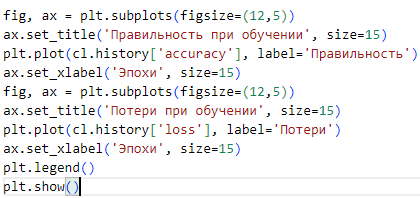 fig, ax = plt.subplots(figsize=(12,5))
ax.set_title('Правильность при обучении', size=15)
plt.plot(cl.history['accuracy'], label='Правильность')
ax.set_xlabel('Эпохи', size=15)
fig, ax = plt.subplots(figsize=(12,5))
ax.set_title('Потери при обучении', size=15)
plt.plot(cl.history['loss'], label='Потери')
ax.set_xlabel('Эпохи', size=15)
plt.legend()
plt.show()